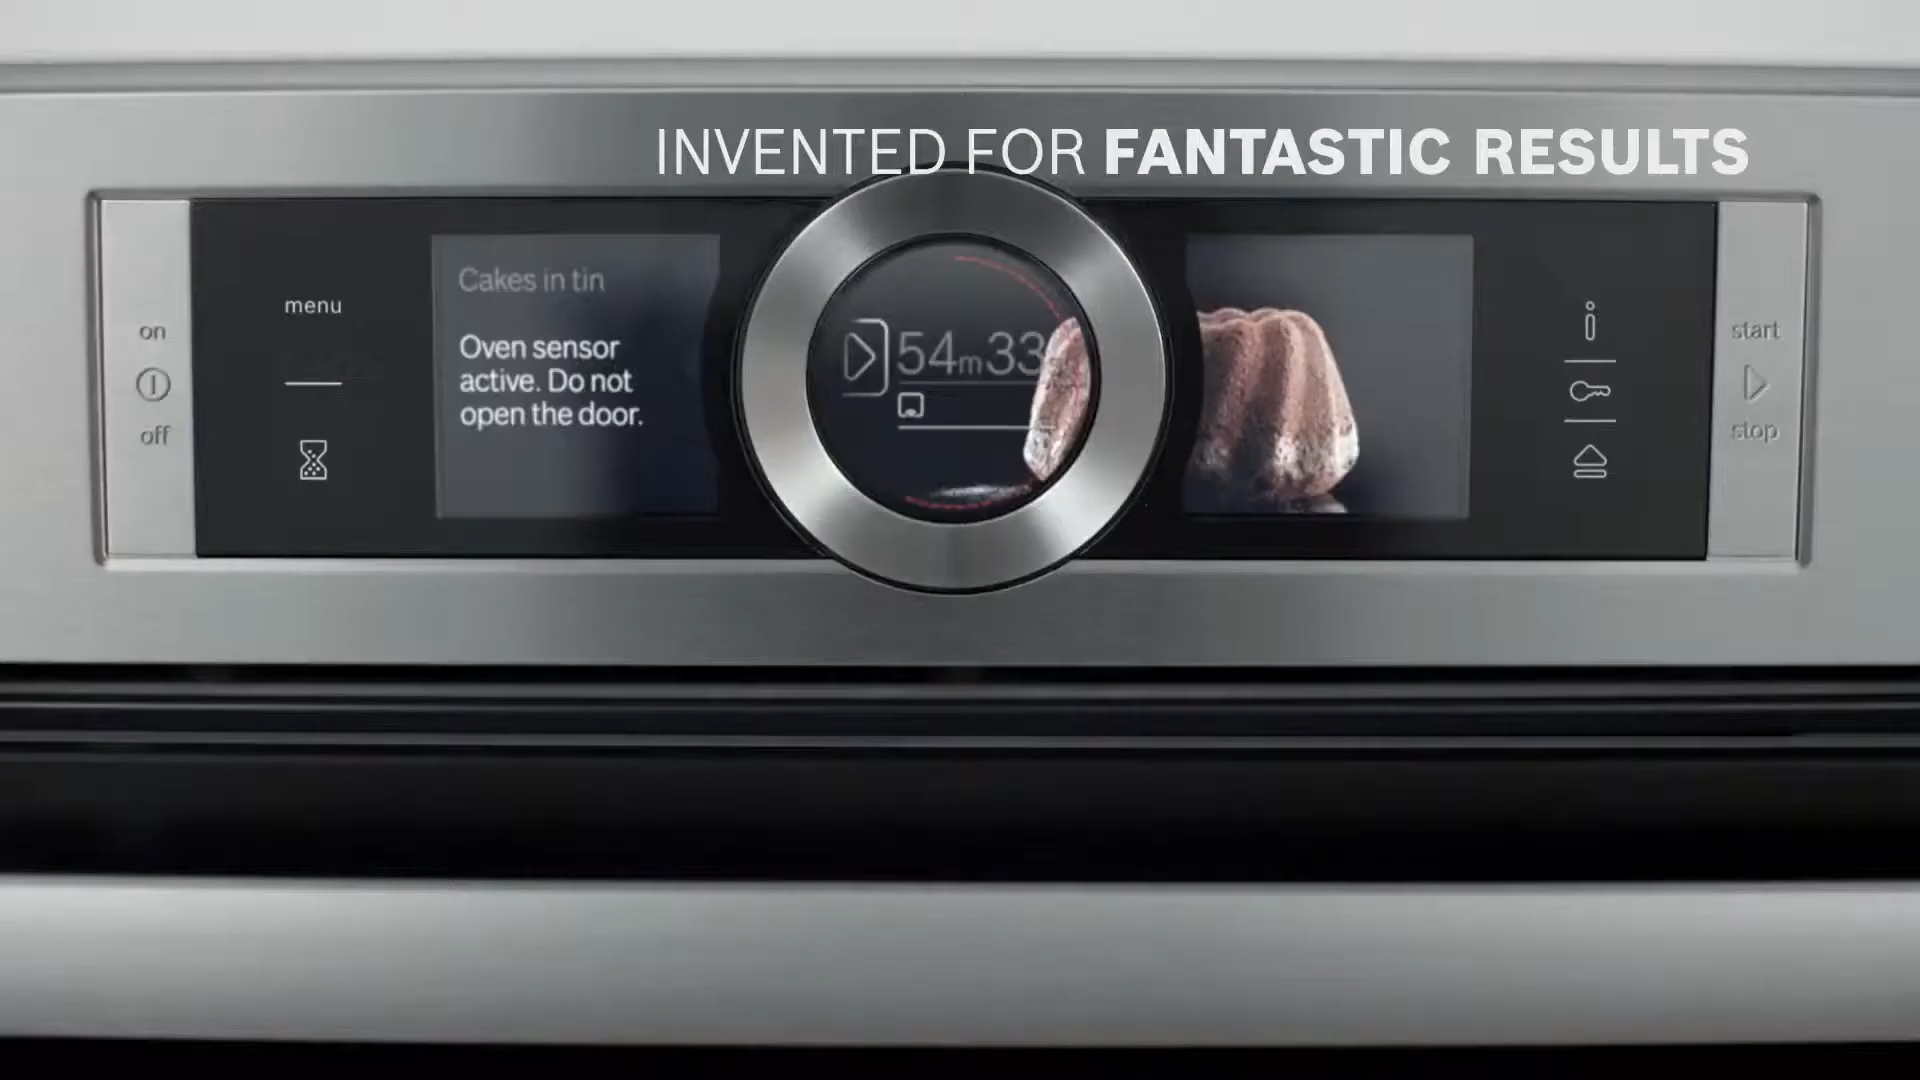 INVENTED FOR FANTASTIC RESULTS
on
off
menu
Cakes in tin
Oven sensor
active. Do not
open the door.
54m33
start
stop